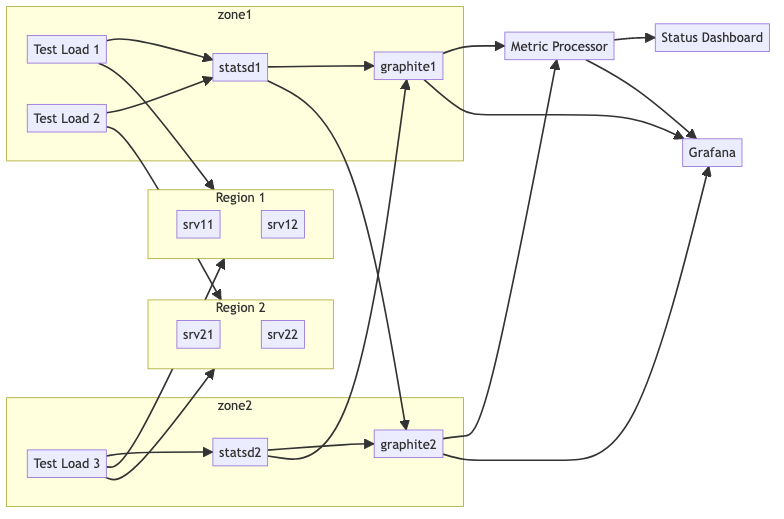 zone1
Test Load 1
Test Load 2
statsd1
graphite1
Metric Processor
Status Dashboard
Grafana
Region 1
srv11
srv12
Region 2
srv21
srv22
zone2
Test Load 3
statsd2
graphite2